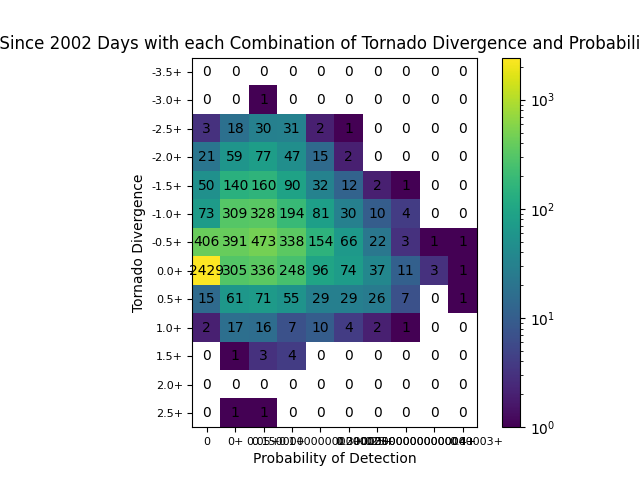 Since 2002 Days with each Combination of Tornado Divergence and Probabili
-3.5+ 0 0 0 0 0 0 0 0 0 0
-3.0+ 0 0 1 0 0 0 0 0 0 0
-2.5+ 3 18 30 31 2 1 0 0 0 0
-2.0+ 21 59 77 47 15 2 0 0 0 0
-1.5+ 50 140 160 90 32 12 2 1 0 0
-1.0+ 73 309 328 194 81 30 10 4 0 0
-0.5+ 406 391 473 338 154 66 22 3 1 1
0.0+ 2429 305 336 248 96 74 37 11 3 1
0.5+ 15 61 71 55 29 29 26 7 0 1
1.0+ 2 17 16 7 10 4 2 1 0 0
1.5+ 0 1 3 4 0 0 0 0 0 0
2.0+ 0 0 0 0 0 0 0 0 0 0
2.5+ 0 1 1 0 0 0 0 0 0 0
0 0+
Probability of Detection
Tornado Divergence
10³
10²
10¹
10⁰